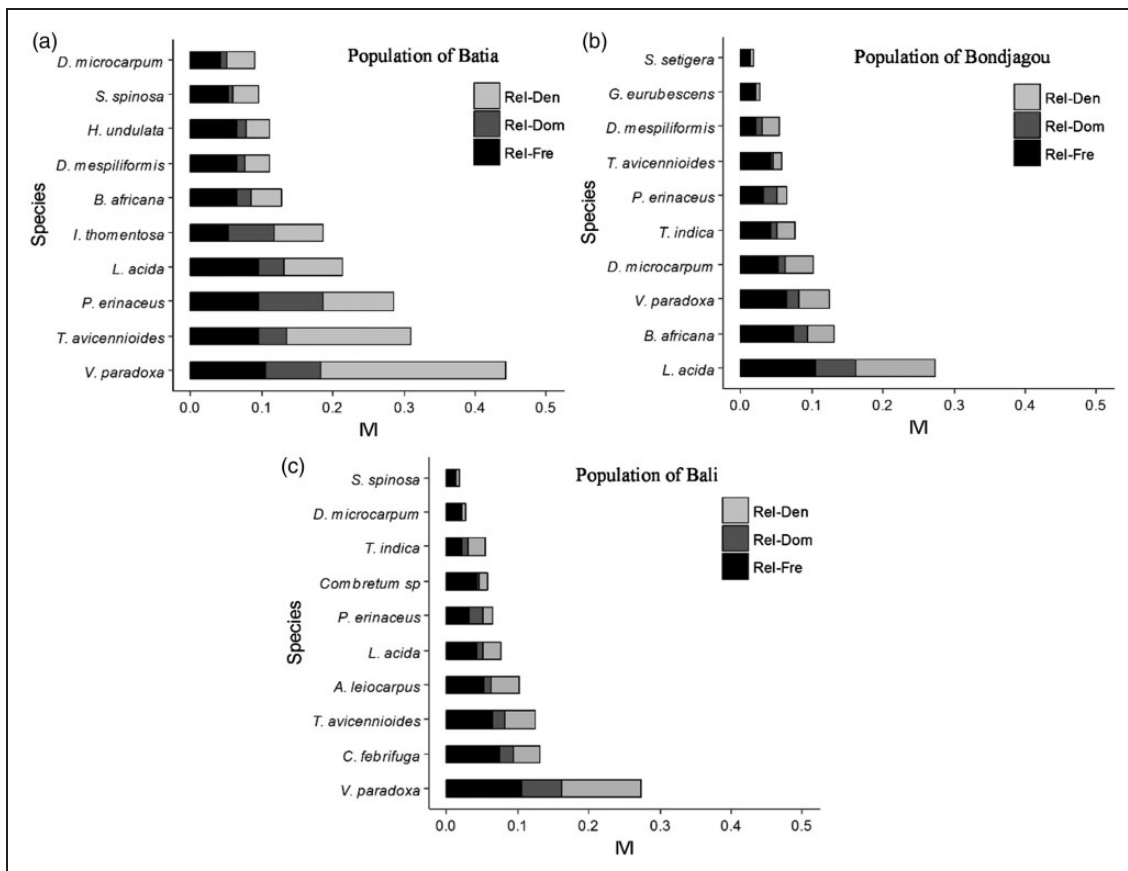 (a)
Population of Batia
Species
D. microcarpum
S. spinosa
H. undulata
D. mespiliformis
B. africana
I. thomentosa
L. acida
P. erinaceus
T. avicennioides
V. paradoxa
Rel-Den
Rel-Dom
Rel-Fre
0.0 0.1 0.2 0.3 0.4 0.5
IVI
(b)
Population of Bondjagou
Species
S. setigera
G. eurubescens
D. mespiliformis
T. avicennioides
P. erinaceus
T. indica
D. microcarpum
V. paradoxa
B. africana
L. acida
Rel-Den
Rel-Dom
Rel-Fre
0.0 0.1 0.2 0.3 0.4 0.5
IVI
(c)
Population of Bali
Species
S. spinosa
D. microcarpum
T. indica
Combretum sp
P. erinaceus
L. acida
A. leiocarpus
T. avicennioides
C. febrifuga
V. paradoxa
Rel-Den
Rel-Dom
Rel-Fre
0.0 0.1 0.2 0.3 0.4 0.5
IVI